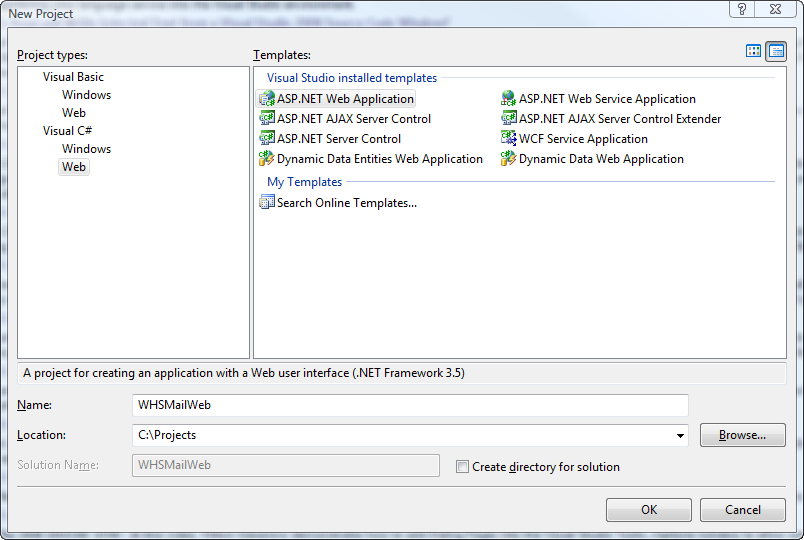 New Project
Project types:
Templates:
Visual Basic
Windows
Web
Visual C#
Windows
Web
Visual Studio installed templates
ASP.NET Web Application
ASP.NET Web Service Application
ASP.NET AJAX Server Control
ASP.NET AJAX Server Control Extender
ASP.NET Server Control
WCF Service Application
Dynamic Data Entities Web Application
Dynamic Data Web Application
My Templates
Search Online Templates...
A project for creating an application with a Web user interface (.NET Framework 3.5)
Name:
WHSMailWeb
Location:
C:\Projects
Browse...
Solution Name:
WHSMailWeb
Create directory for solution
OK
Cancel